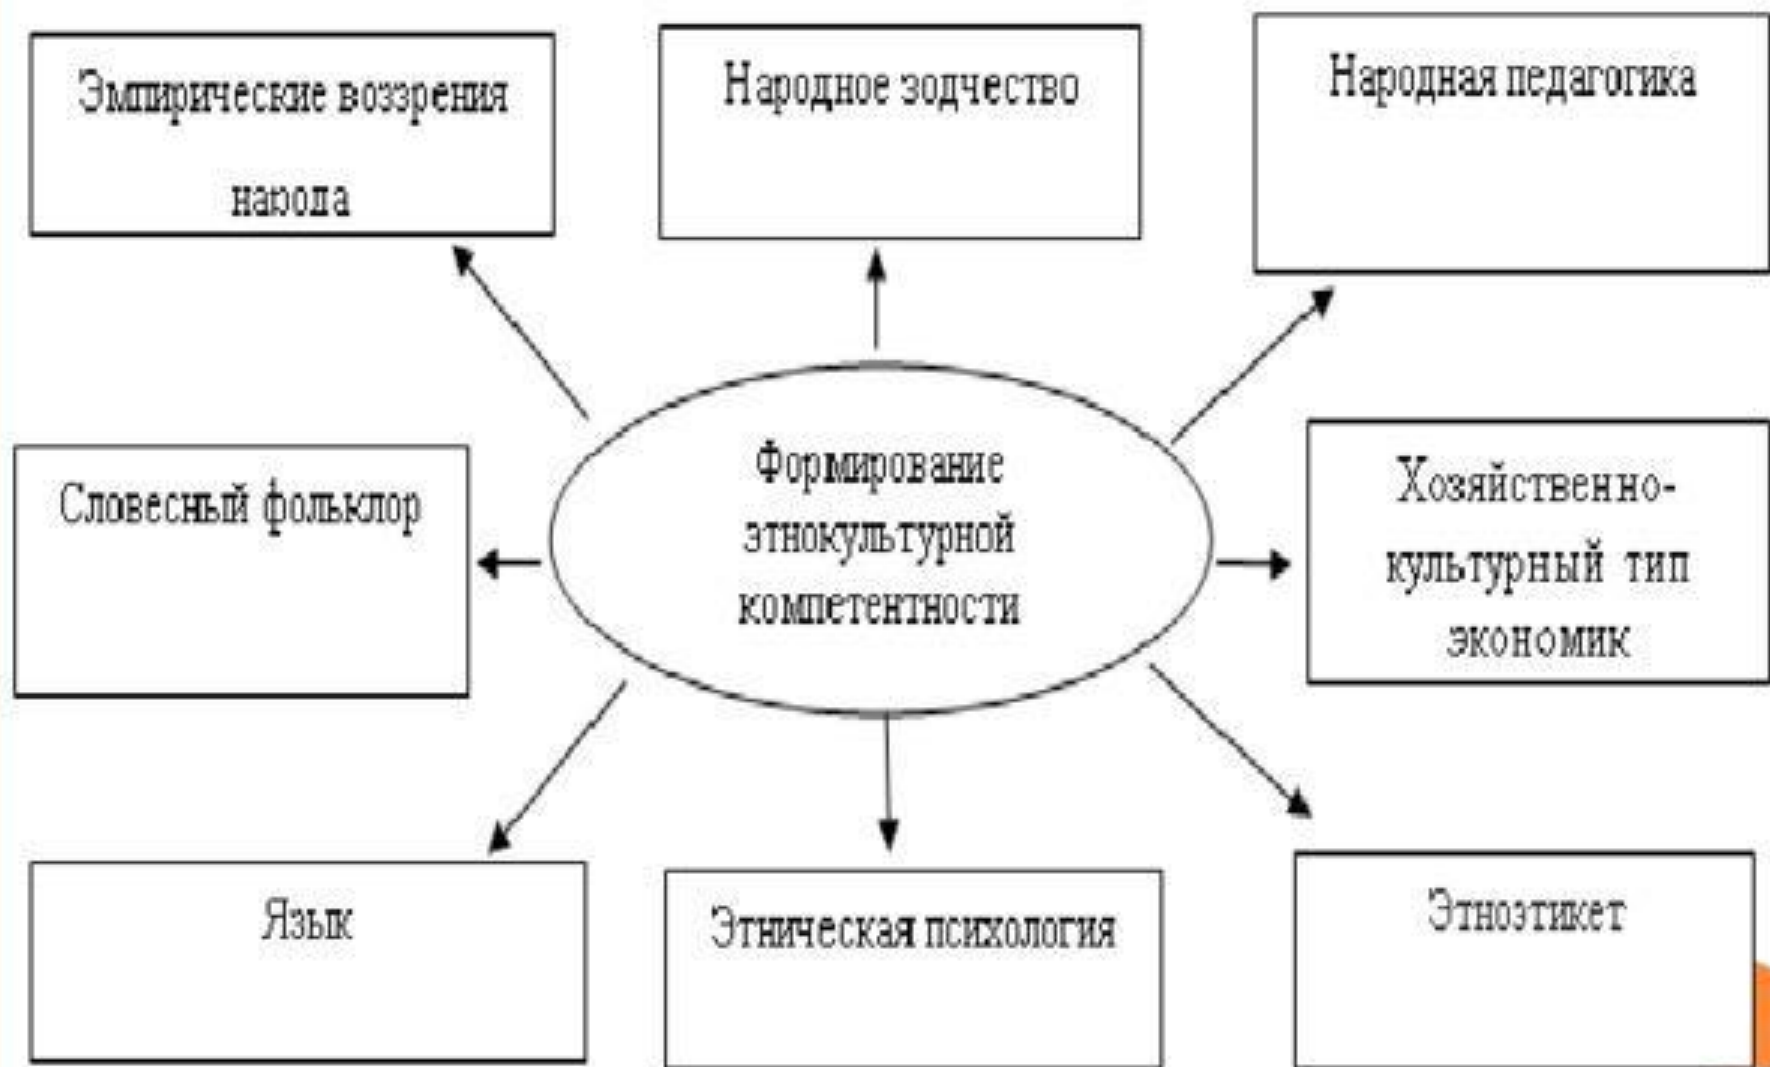 Эмпирические воззрения
народа
Народное зодчество
Народная педагогика
Словесный фольклор
Формирование
этнокультурной
компетентности
Хозяйственно-
культурный тип
экономик
Язык
Этническая психология
Этноэтикет